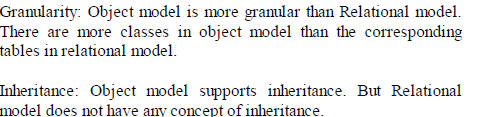 Granularity: Object model is more granular than Relational model.
There are more classes in object model than the corresponding
tables in relational model.
Inheritance: Object model supports inheritance. But Relational
model does not have any concept of inheritance.